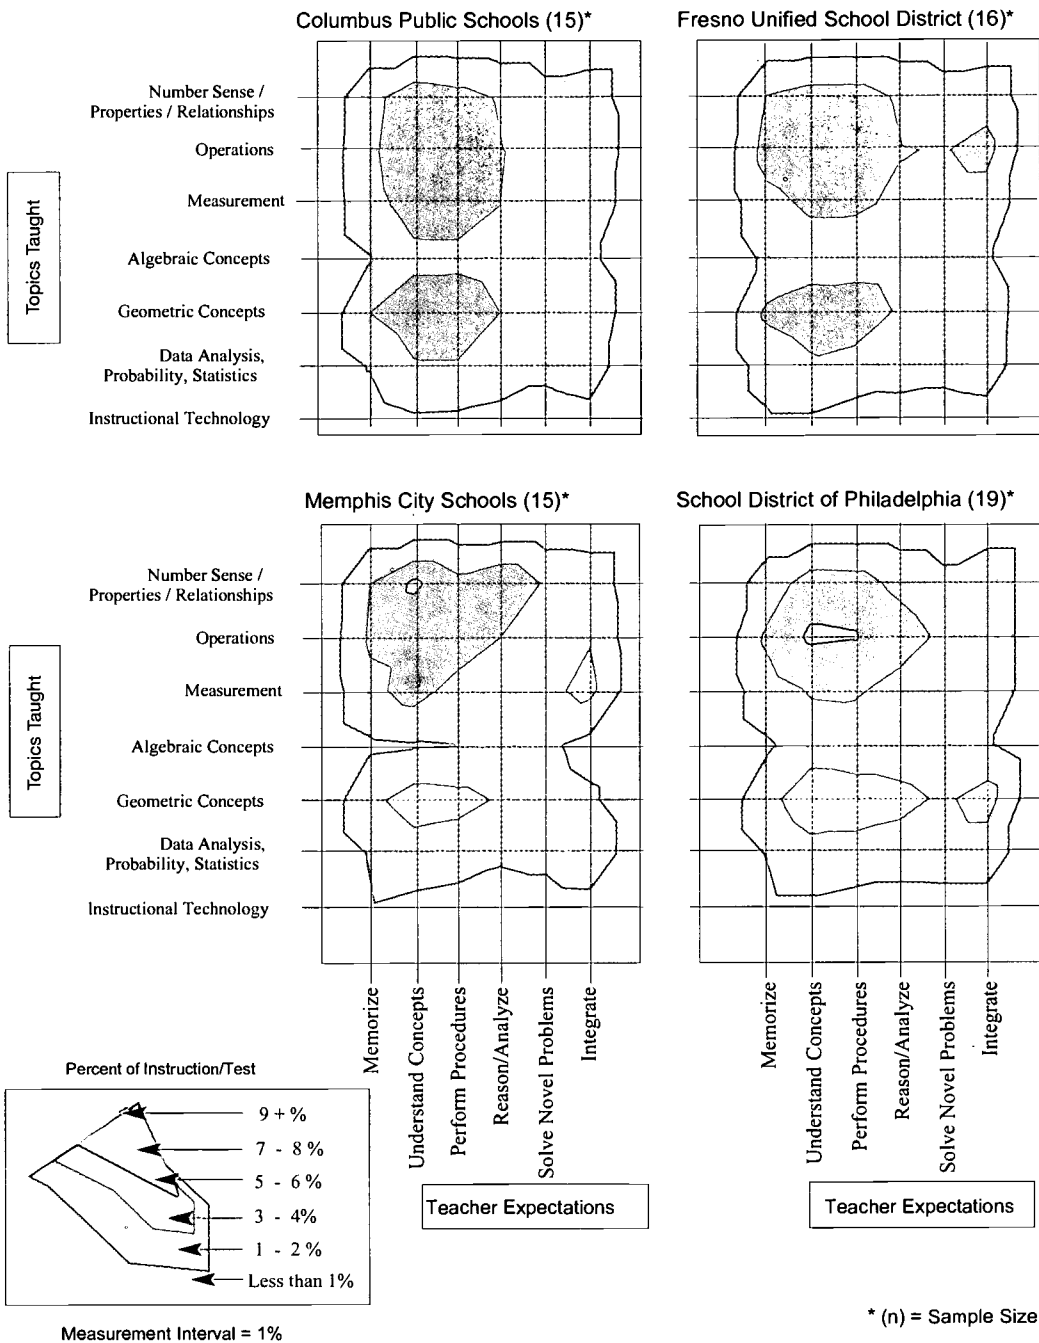 Columbus Public Schools (15)*
Fresno Unified School District (16)*
Topics Taught
Number Sense /
Properties / Relationships
Operations
Measurement
Algebraic Concepts
Geometric Concepts
Data Analysis,
Probability, Statistics
Instructional Technology
Memphis City Schools (15)*
School District of Philadelphia (19)*
Topics Taught
Number Sense /
Properties / Relationships
Operations
Measurement
Algebraic Concepts
Geometric Concepts
Data Analysis,
Probability, Statistics
Instructional Technology
Memorize
Understand Concepts
Perform Procedures
Reason/Analyze
Solve Novel Problems
Integrate
Memorize
Understand Concepts
Perform Procedures
Reason/Analyze
Solve Novel Problems
Integrate
Teacher Expectations
Teacher Expectations
Percent of Instruction/Test
9 + %
7 - 8 %
5 - 6 %
3 - 4%
1 - 2 %
Less than 1%
Measurement Interval = 1%
* (n) = Sample Size